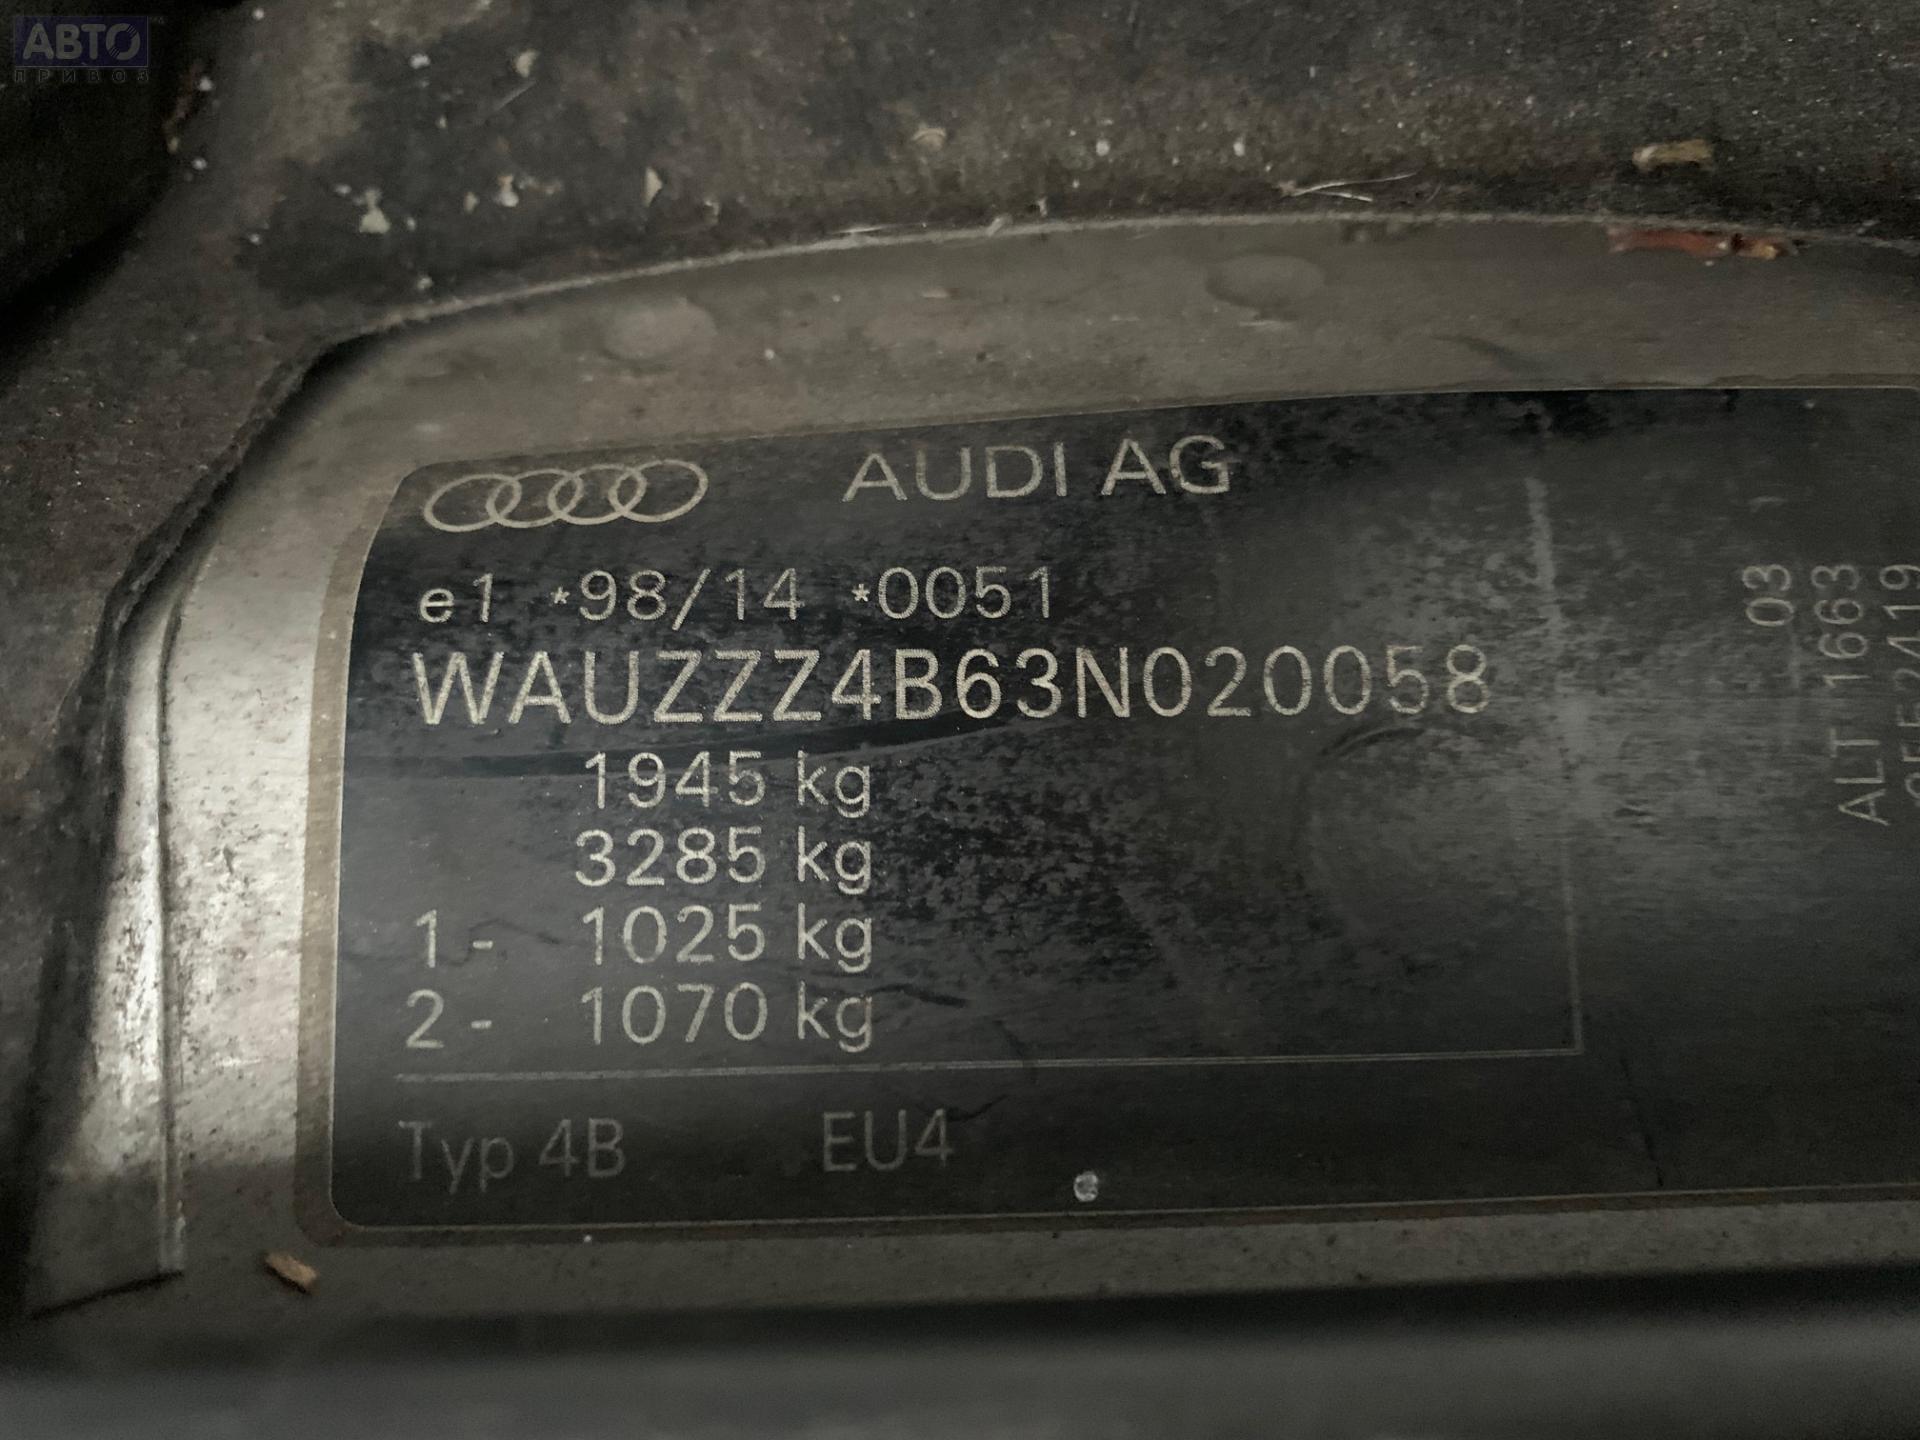 АВТО
ПРИВОЗ
AUDI AG
e1 *98/14 *0051
WAUZZZ4B63N020058
1945 kg
3285 kg
1 - 1025 kg
2 - 1070 kg
Typ 4B EU4
03
ALT 1663